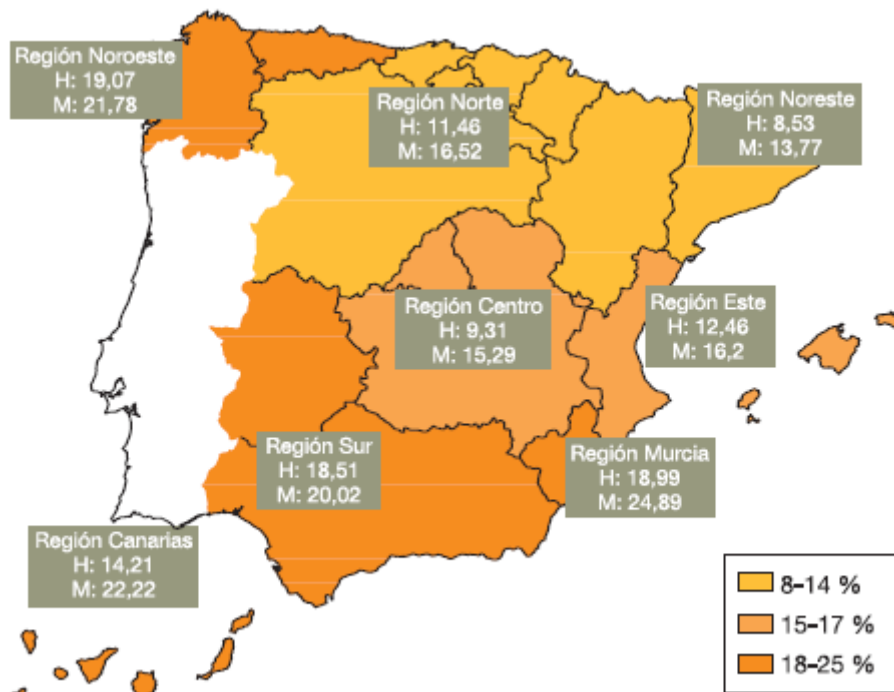 Región Noroeste
H: 19,07
M: 21,78
Región Norte
H: 11,46
M: 16,52
Región Noreste
H: 8,53
M: 13,77
Región Centro
H: 9,31
M: 15,29
Región Este
H: 12,46
M: 16,2
Región Sur
H: 18,51
M: 20,02
Región Murcia
H: 18,99
M: 24,89
Región Canarias
H: 14,21
M: 22,22
8–14 %
15–17 %
18–25 %